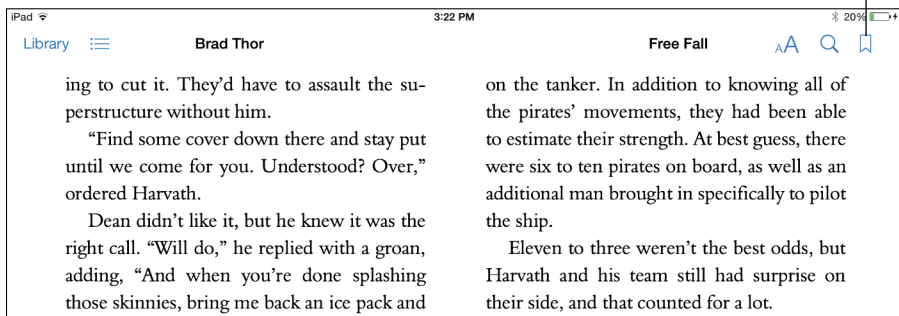 iPad 3:22 PM 20%
Library Brad Thor Free Fall AA
ing to cut it. They’d have to assault the su-
perstructure without him.
“Find some cover down there and stay put
until we come for you. Understood? Over,”
ordered Harvath.
Dean didn’t like it, but he knew it was the
right call. “Will do,” he replied with a groan,
adding, “And when you’re done splashing
those skinnies, bring me back an ice pack and
on the tanker. In addition to knowing all of
the pirates’ movements, they had been able
to estimate their strength. At best guess, there
were six to ten pirates on board, as well as an
additional man brought in specifically to pilot
the ship.
Eleven to three weren’t the best odds, but
Harvath and his team still had surprise on
their side, and that counted for a lot.